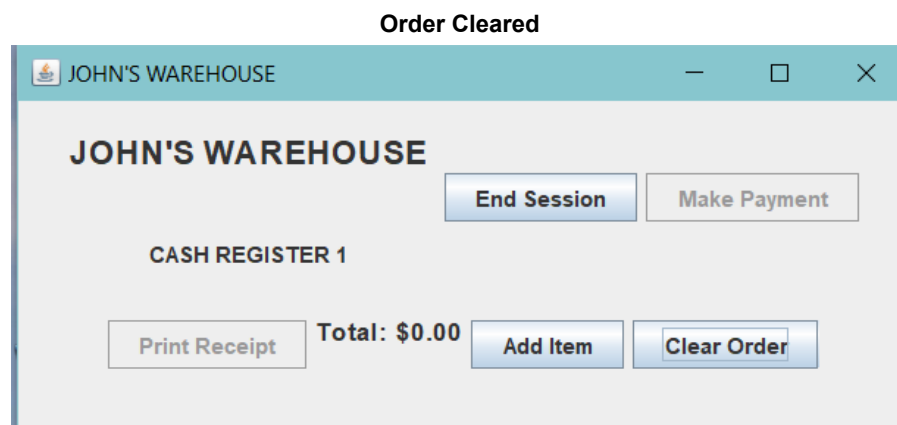 Order Cleared
JOHN'S WAREHOUSE
JOHN'S WAREHOUSE
End Session
Make Payment
CASH REGISTER 1
Print Receipt
Total: $0.00
Add Item
Clear Order